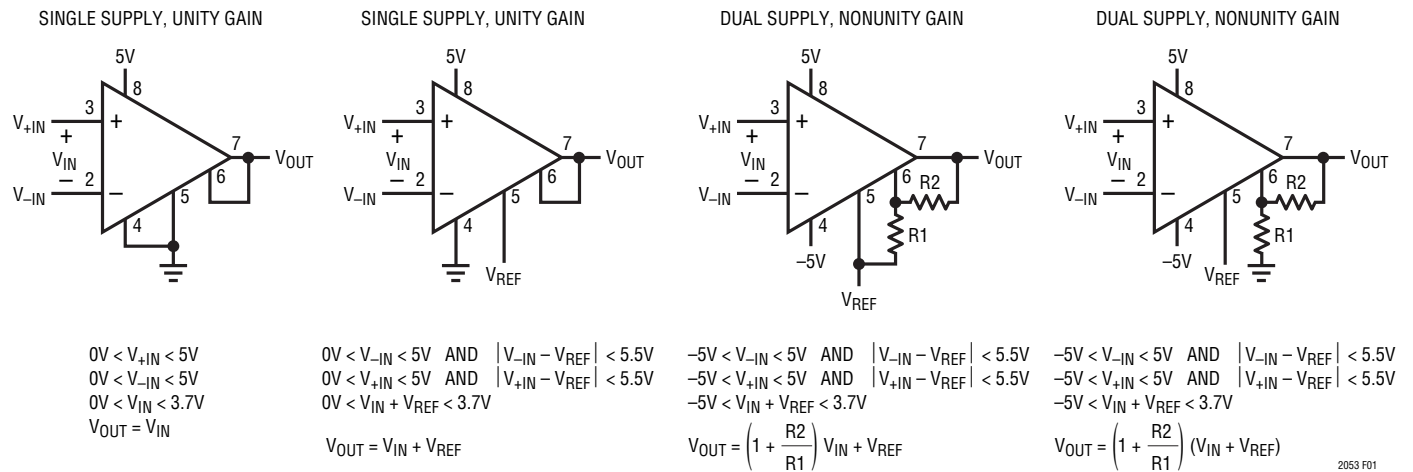 SINGLE SUPPLY, UNITY GAIN
5V
8
3
V+IN
+
+
VIN
–
2
V–IN
–
7
VOUT
6
5
4
0V < V+IN < 5V
0V < V–IN < 5V
0V < VIN < 3.7V
VOUT = VIN
SINGLE SUPPLY, UNITY GAIN
5V
8
3
V+IN
+
+
VIN
–
2
V–IN
–
7
VOUT
6
5
4
VREF
0V < V–IN < 5V AND |V–IN – VREF| < 5.5V
0V < V+IN < 5V AND |V+IN – VREF| < 5.5V
0V < VIN + VREF < 3.7V
VOUT = VIN + VREF
DUAL SUPPLY, NONUNITY GAIN
5V
8
3
V+IN
+
+
VIN
–
2
V–IN
–
7
VOUT
6
R2
5
4
R1
–5V
VREF
–5V < V–IN < 5V AND |V–IN – VREF| < 5.5V
–5V < V+IN < 5V AND |V+IN – VREF| < 5.5V
–5V < VIN + VREF < 3.7V
VOUT = (1 + R2/R1) VIN + VREF
DUAL SUPPLY, NONUNITY GAIN
5V
8
3
V+IN
+
+
VIN
–
2
V–IN
–
7
VOUT
6
R2
5
4
R1
–5V
VREF
–5V < V–IN < 5V AND |V–IN – VREF| < 5.5V
–5V < V+IN < 5V AND |V+IN – VREF| < 5.5V
–5V < VIN + VREF < 3.7V
VOUT = (1 + R2/R1) (VIN + VREF)
2053 F01